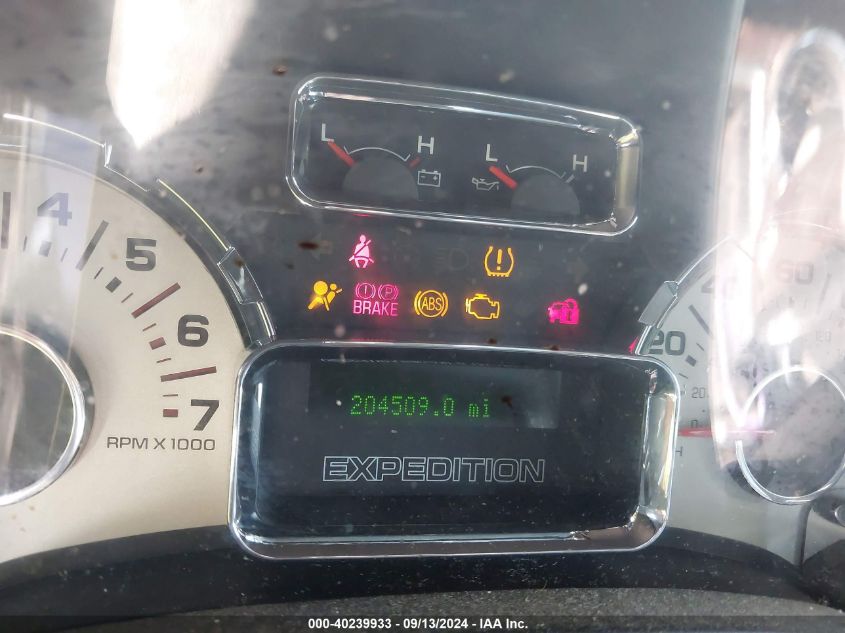 L H
L H
4
5
6
7
RPM X 1000
BRAKE
ABS
20
204509.0 mi
EXPEDITION
000-40239933 - 09/13/2024 - IAA Inc.